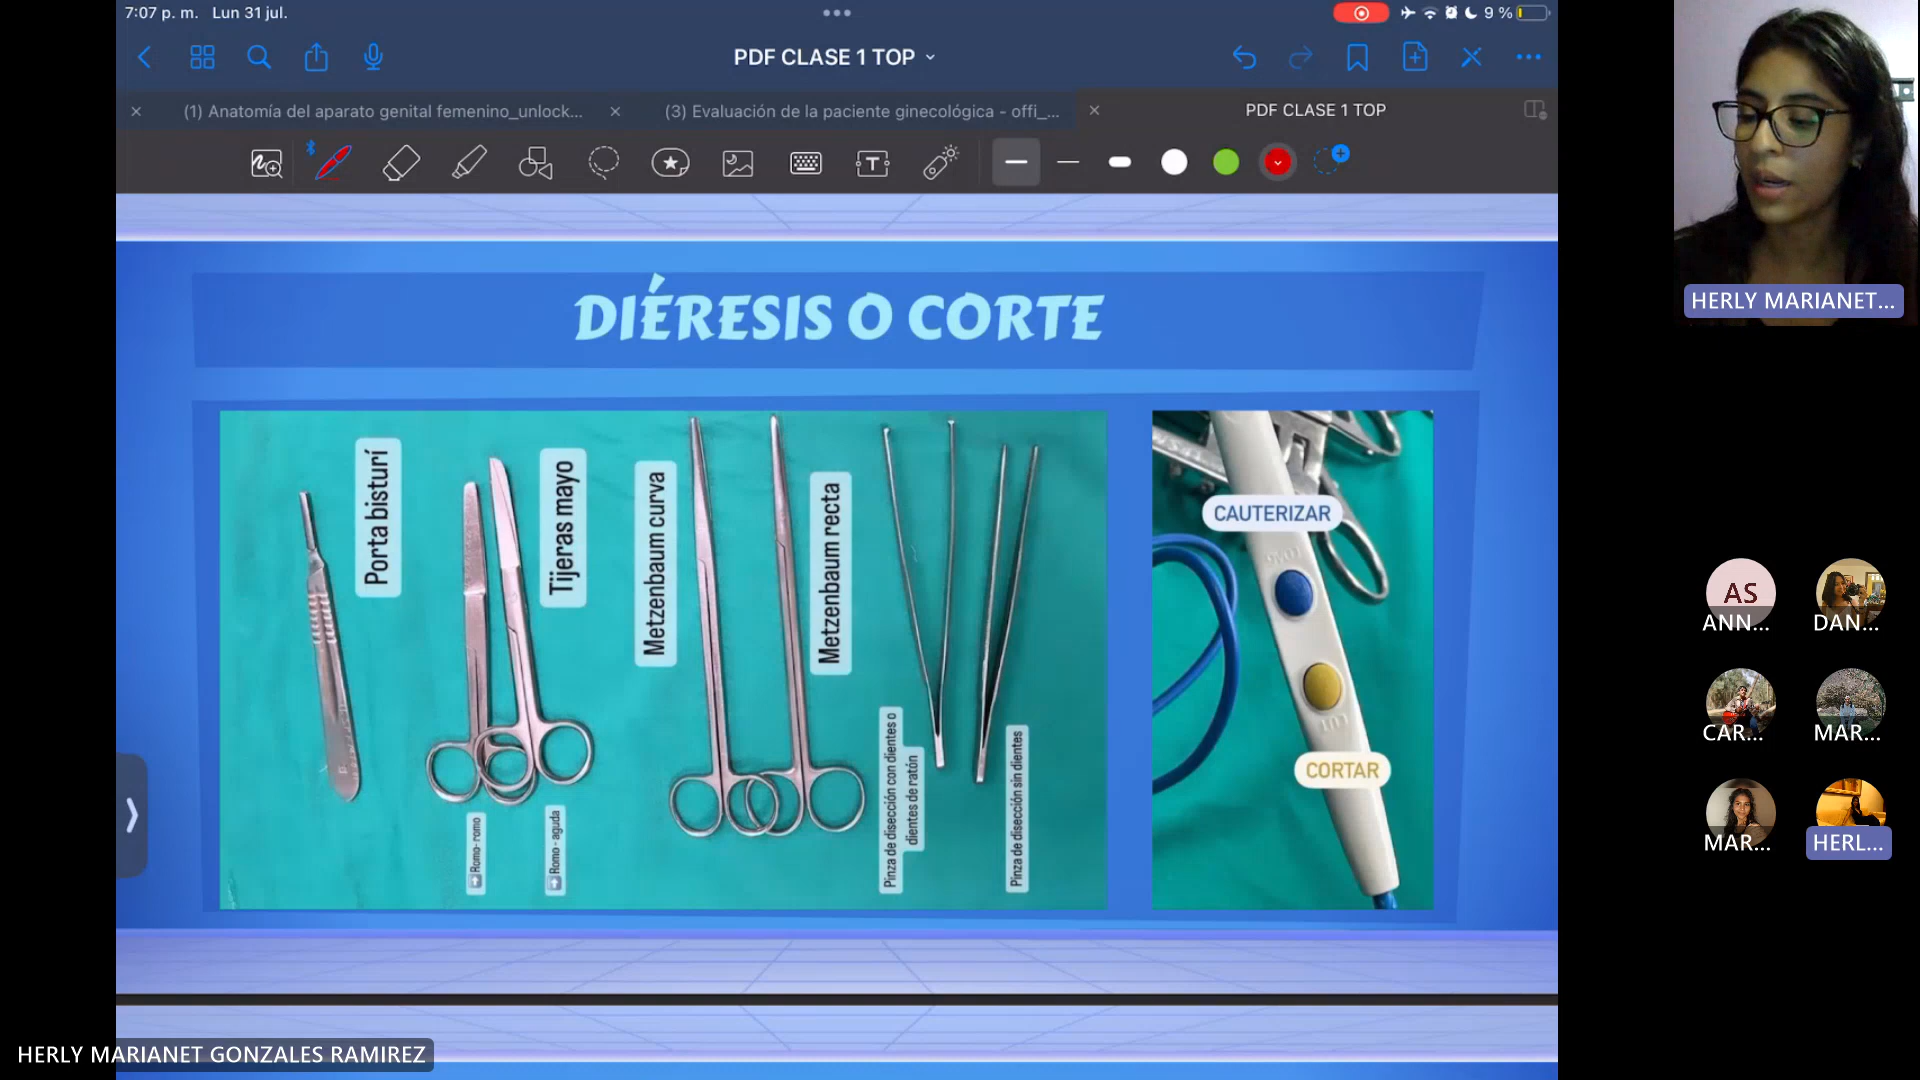 7:07 p. m. Lun 31 jul.
9 %
PDF CLASE 1 TOP
(1) Anatomía del aparato genital femenino_unlock...
(3) Evaluación de la paciente ginecológica - offi_...
PDF CLASE 1 TOP
T
DIÉRESIS O CORTE
Porta bisturí
Tijeras mayo
Metzenbaum curva
Metzenbaum recta
Romo- romo
Romo - aguda
Pinza de disección con dientes o
dientes de ratón
Pinza de disección sin dientes
CAUTERIZAR
CORTAR
HERLY MARIANET...
AS
ANN...
DAN...
CAR...
MAR...
MAR...
HERL...
HERLY MARIANET GONZALES RAMIREZ